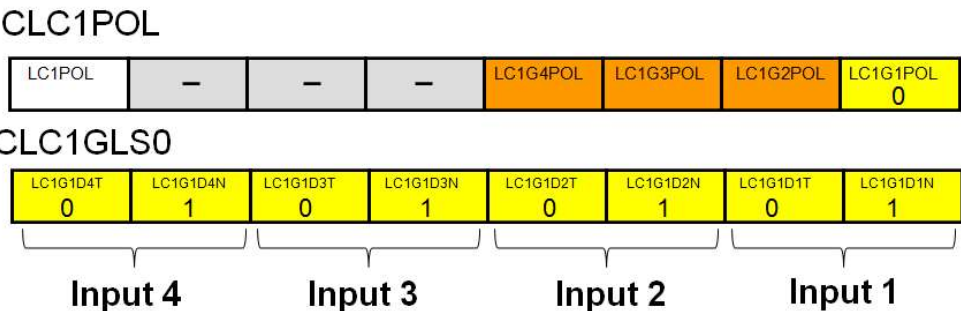 CLC1POL
LC1POL – – – LC1G4POL LC1G3POL LC1G2POL LC1G1POL
0
CLC1GLS0
LC1G1D4T LC1G1D4N LC1G1D3T LC1G1D3N LC1G1D2T LC1G1D2N LC1G1D1T LC1G1D1N
0 1 0 1 0 1 0 1
Input 4 Input 3 Input 2 Input 1